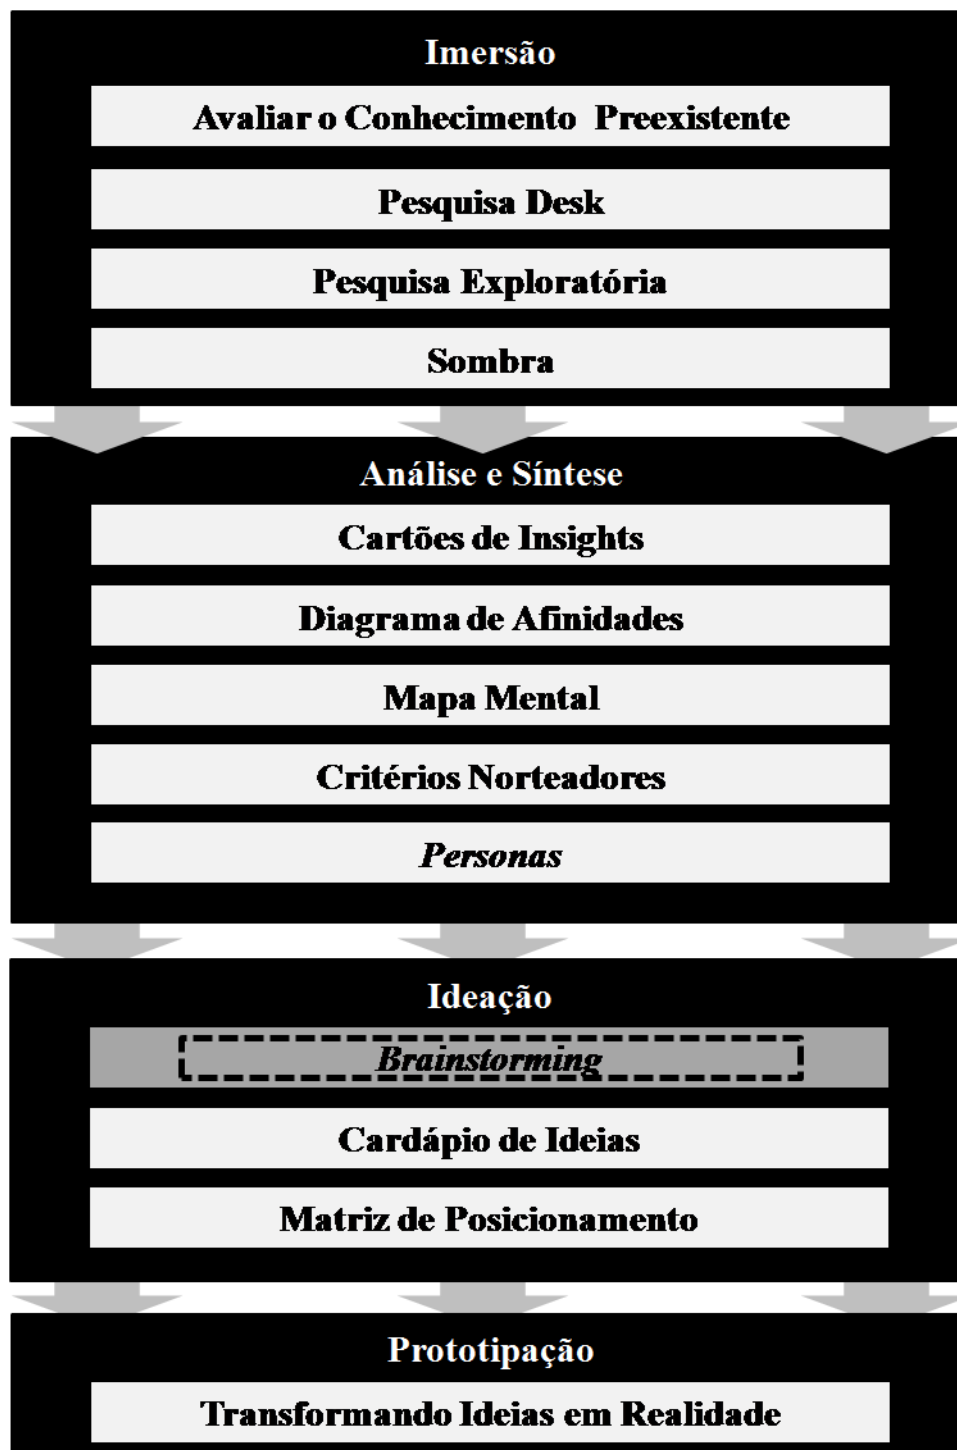 Imersão
Avaliar o Conhecimento Preexistente
Pesquisa Desk
Pesquisa Exploratória
Sombra
Análise e Síntese
Cartões de Insights
Diagrama de Afinidades
Mapa Mental
Critérios Norteadores
Personas
Ideação
Brainstorming
Cardápio de Ideias
Matriz de Posicionamento
Prototipação
Transformando Ideias em Realidade